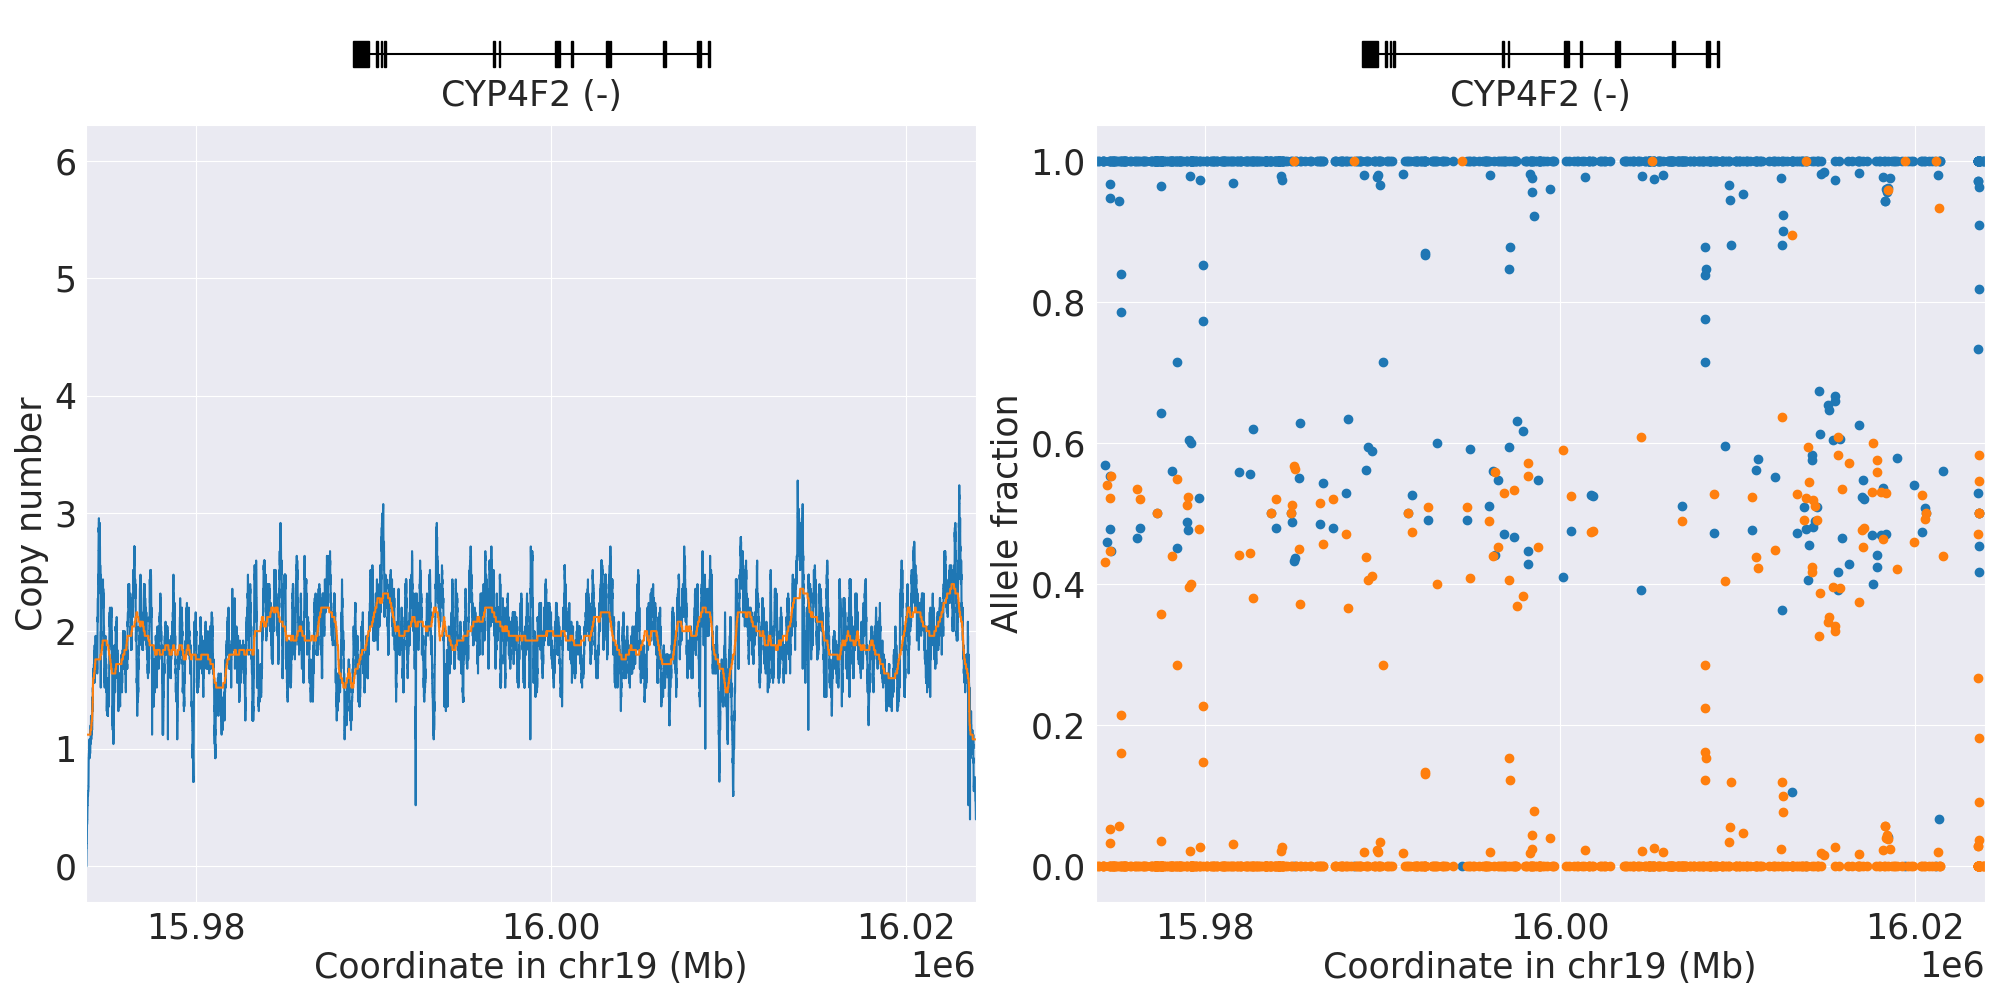 CYP4F2 (-)
6
5
4
3
2
1
0
Copy number
15.98
16.00
16.02
Coordinate in chr19 (Mb)
1e6
CYP4F2 (-)
1.0
0.8
0.6
0.4
0.2
0.0
Allele fraction
15.98
16.00
16.02
Coordinate in chr19 (Mb)
1e6